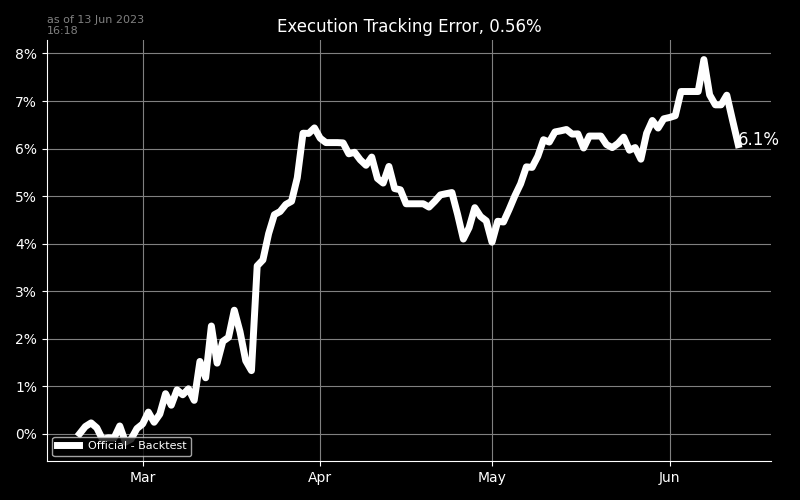 as of 13 Jun 2023
16:18
Execution Tracking Error, 0.56%
8%
7%
6%
5%
4%
3%
2%
1%
0%
6.1%
Official - Backtest
Mar
Apr
May
Jun